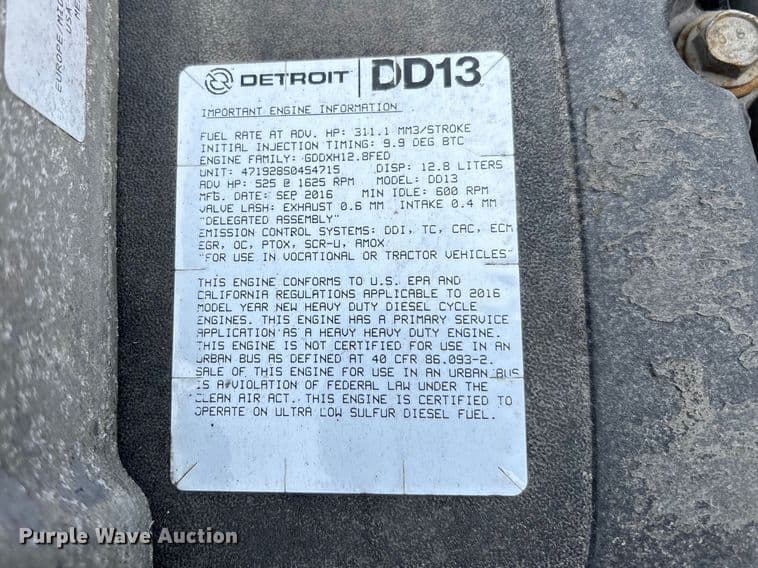 EUROPE (MIC
USA
DETROIT DD13
IMPORTANT ENGINE INFORMATION
FUEL RATE AT ADV. HP: 311.1 MM3/STROKE
INITIAL INJECTION TIMING: 9.9 DEG BTC
ENGINE FAMILY: GDDXH12.8FED
UNIT: 471928S0454715 DISP: 12.8 LITERS
ADV HP: 525 @ 1625 RPM MODEL: DD13
MFG. DATE: SEP 2016 MIN IDLE: 600 RPM
VALVE LASH: EXHAUST 0.6 MM INTAKE 0.4 MM
"DELEGATED ASSEMBLY"
EMISSION CONTROL SYSTEMS: DDI, TC, CAC, ECM
EGR, OC, PTOX, SCR-U, AMOX
"FOR USE IN VOCATIONAL OR TRACTOR VEHICLES"
THIS ENGINE CONFORMS TO U.S. EPA AND
CALIFORNIA REGULATIONS APPLICABLE TO 2016
MODEL YEAR NEW HEAVY DUTY DIESEL CYCLE
ENGINES. THIS ENGINE HAS A PRIMARY SERVICE
APPLICATION AS A HEAVY HEAVY DUTY ENGINE.
THIS ENGINE IS NOT CERTIFIED FOR USE IN AN
URBAN BUS AS DEFINED AT 40 CFR 86.093-2.
SALE OF THIS ENGINE FOR USE IN AN URBAN BUS
IS A VIOLATION OF FEDERAL LAW UNDER THE
CLEAN AIR ACT. THIS ENGINE IS CERTIFIED TO
OPERATE ON ULTRA LOW SULFUR DIESEL FUEL.
Purple Wave Auction